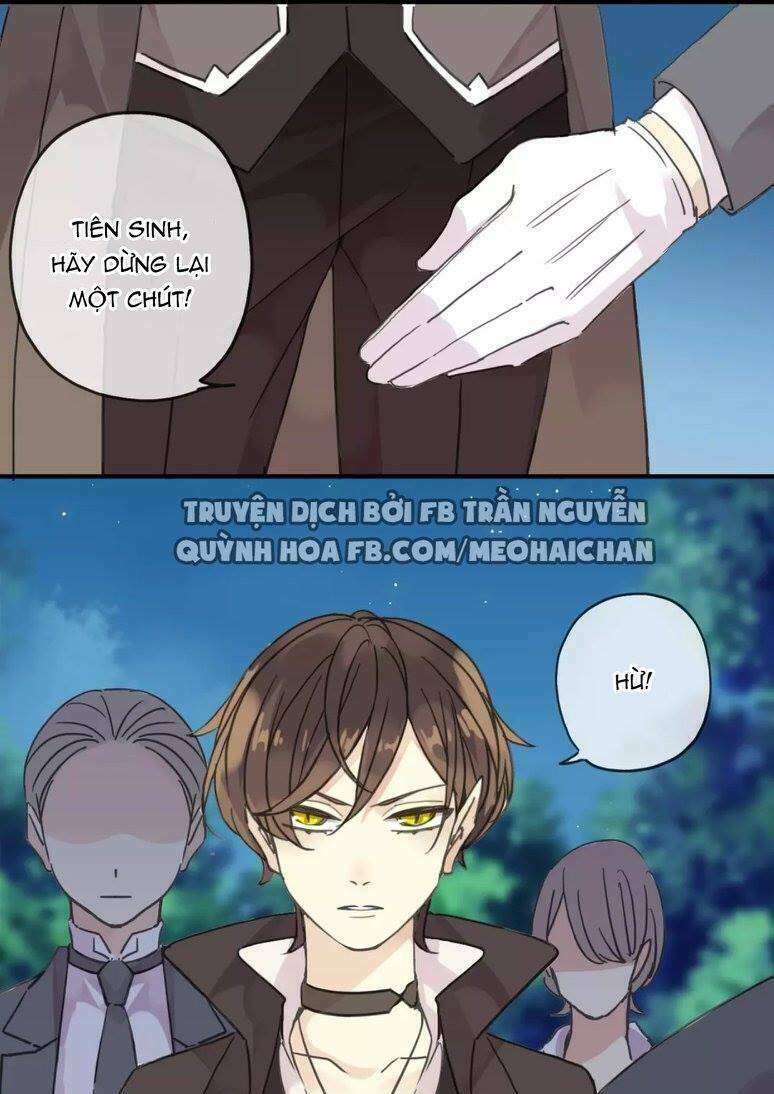 TIÊN SINH,
HÃY DỪNG LẠI
MỘT CHÚT!
TRUYỆN DỊCH BỞI FB TRẦN NGUYỄN
QUỲNH HOA FB.COM/MEOHAICHAN
HỪ!